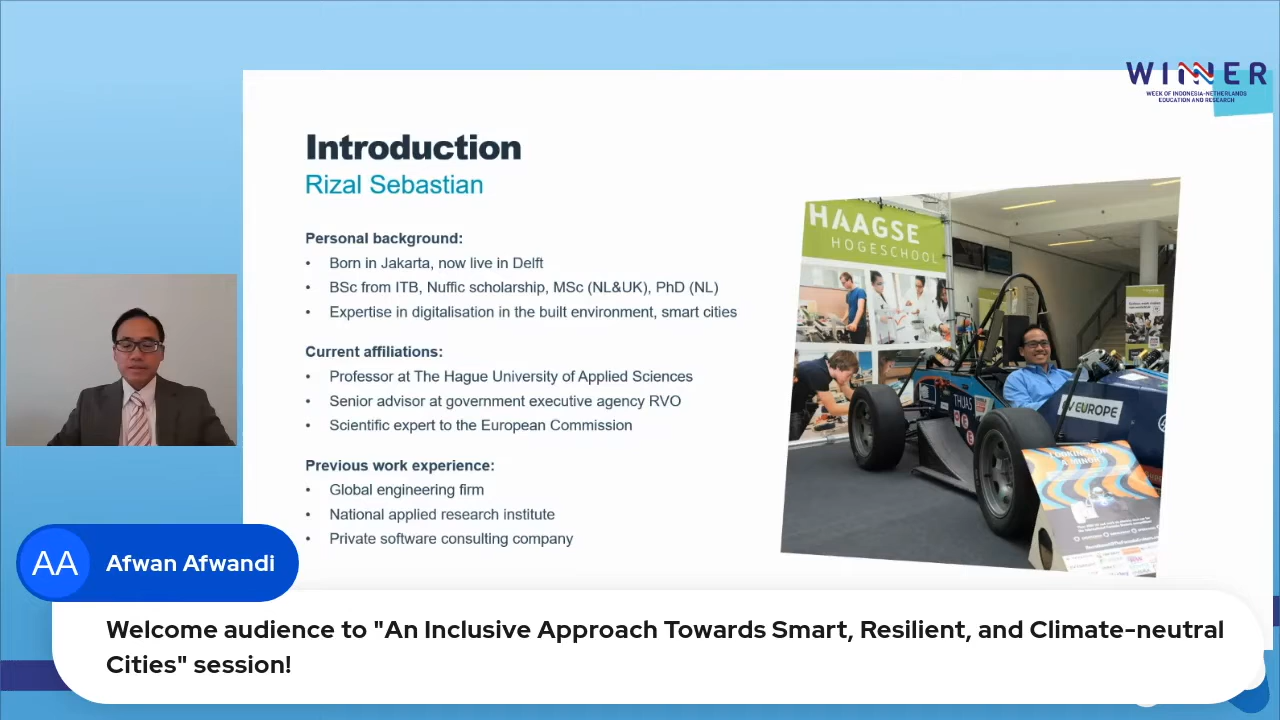 WINNER
WEEK OF INDONESIA-NETHERLANDS
EDUCATION AND RESEARCH
Introduction
Rizal Sebastian
Personal background:
• Born in Jakarta, now live in Delft
• BSc from ITB, Nuffic scholarship, MSc (NL&UK), PhD (NL)
• Expertise in digitalisation in the built environment, smart cities
Current affiliations:
• Professor at The Hague University of Applied Sciences
• Senior advisor at government executive agency RVO
• Scientific expert to the European Commission
Previous work experience:
• Global engineering firm
• National applied research institute
• Private software consulting company
HAAGSE
HOGESCHOOL
THUAS
EUROPE
LOOKING FOR
A MINOR?
AA Afwan Afwandi
Welcome audience to "An Inclusive Approach Towards Smart, Resilient, and Climate-neutral
Cities" session!